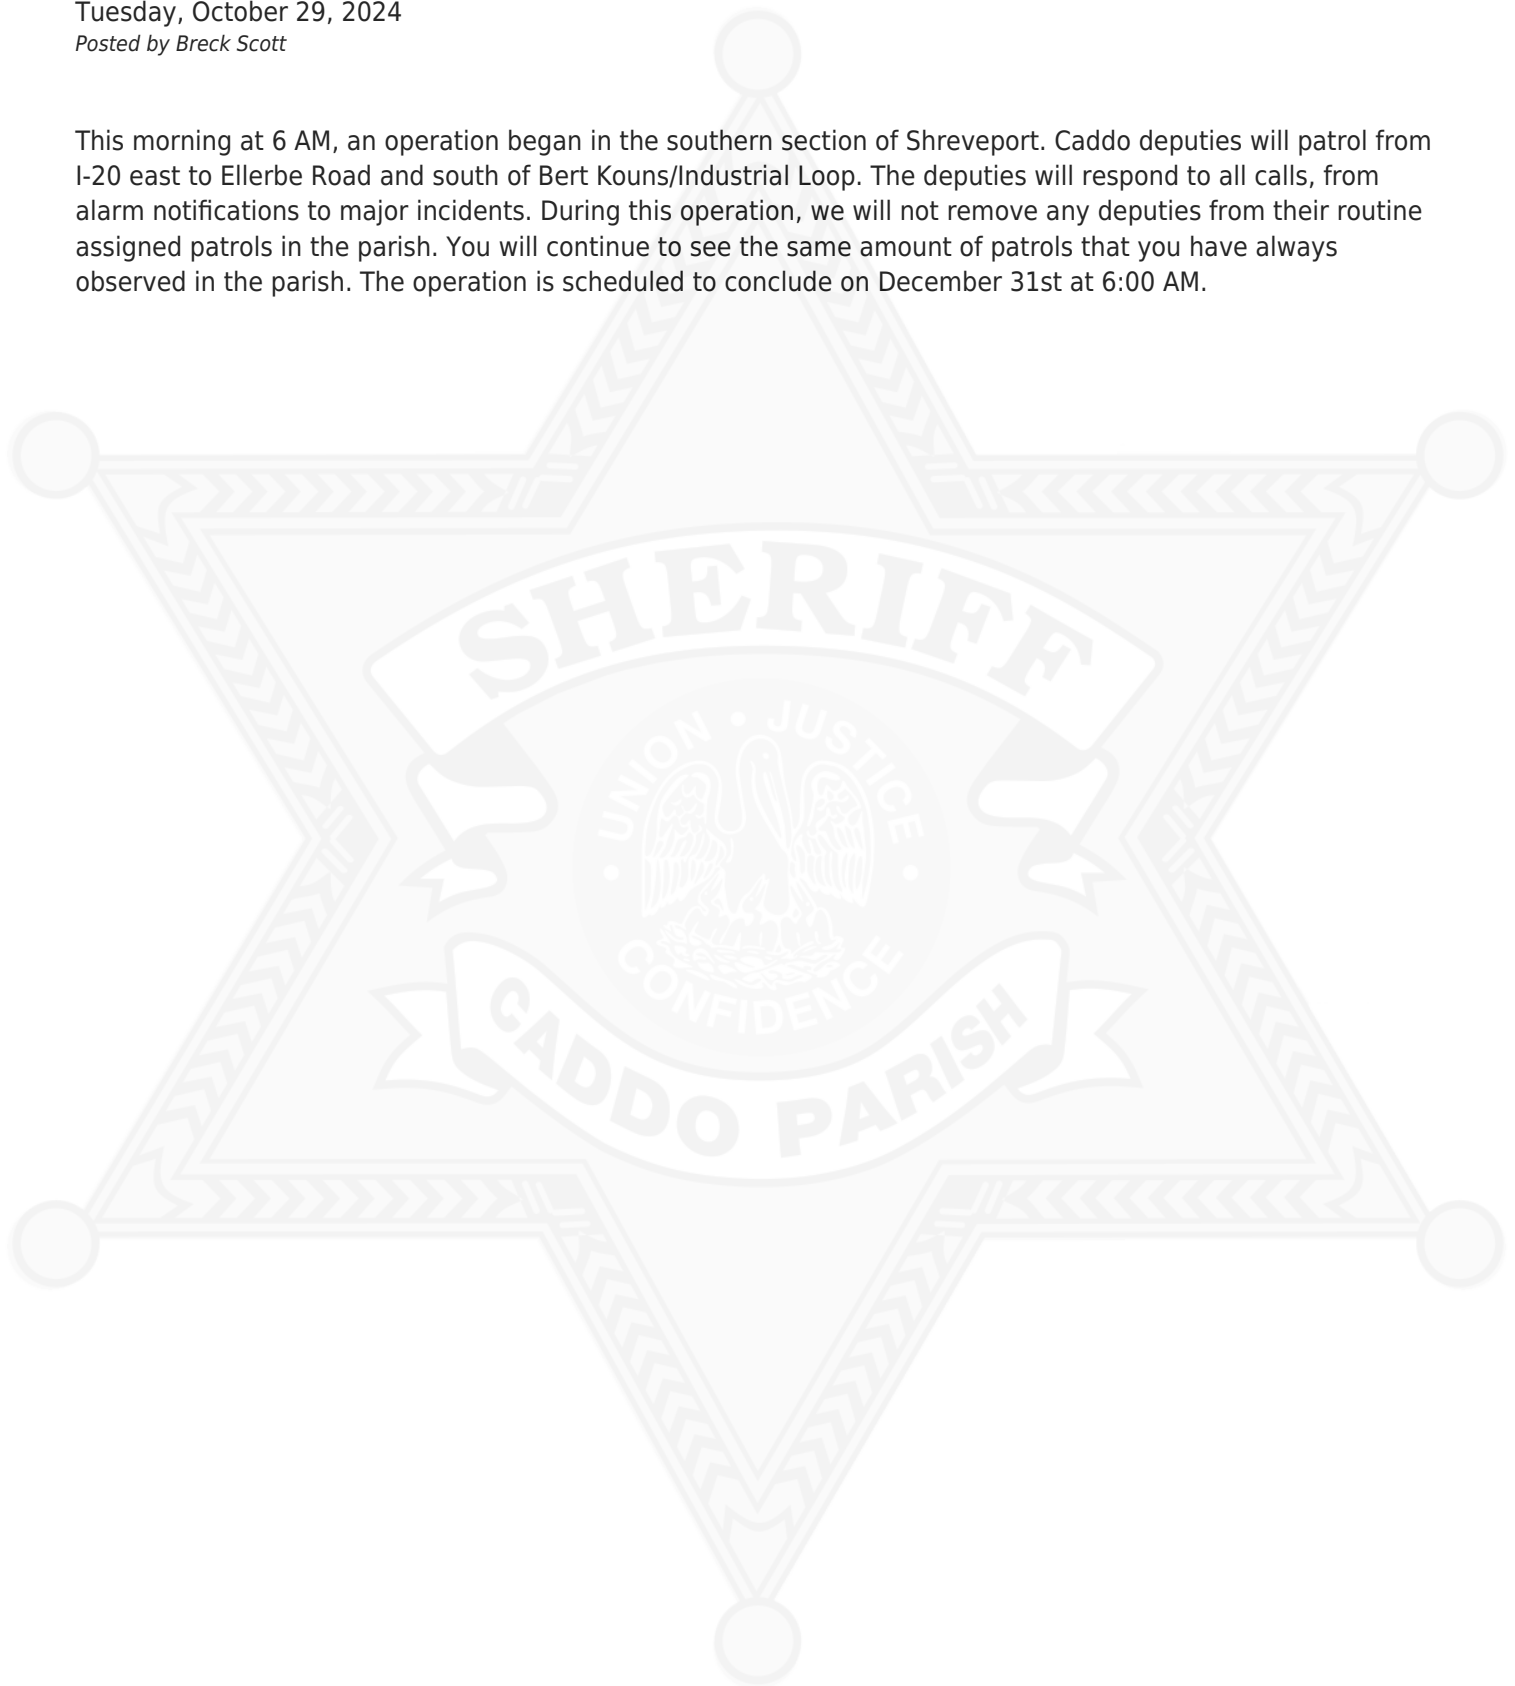 Tuesday, October 29, 2024
Posted by Breck Scott
This morning at 6 AM, an operation began in the southern section of Shreveport. Caddo deputies will patrol from
I-20 east to Ellerbe Road and south of Bert Kouns/Industrial Loop. The deputies will respond to all calls, from
alarm notifications to major incidents. During this operation, we will not remove any deputies from their routine
assigned patrols in the parish. You will continue to see the same amount of patrols that you have always
observed in the parish. The operation is scheduled to conclude on December 31st at 6:00 AM.
SHERIFF
UNION • JUSTICE
• CONFIDENCE •
CADDO PARISH